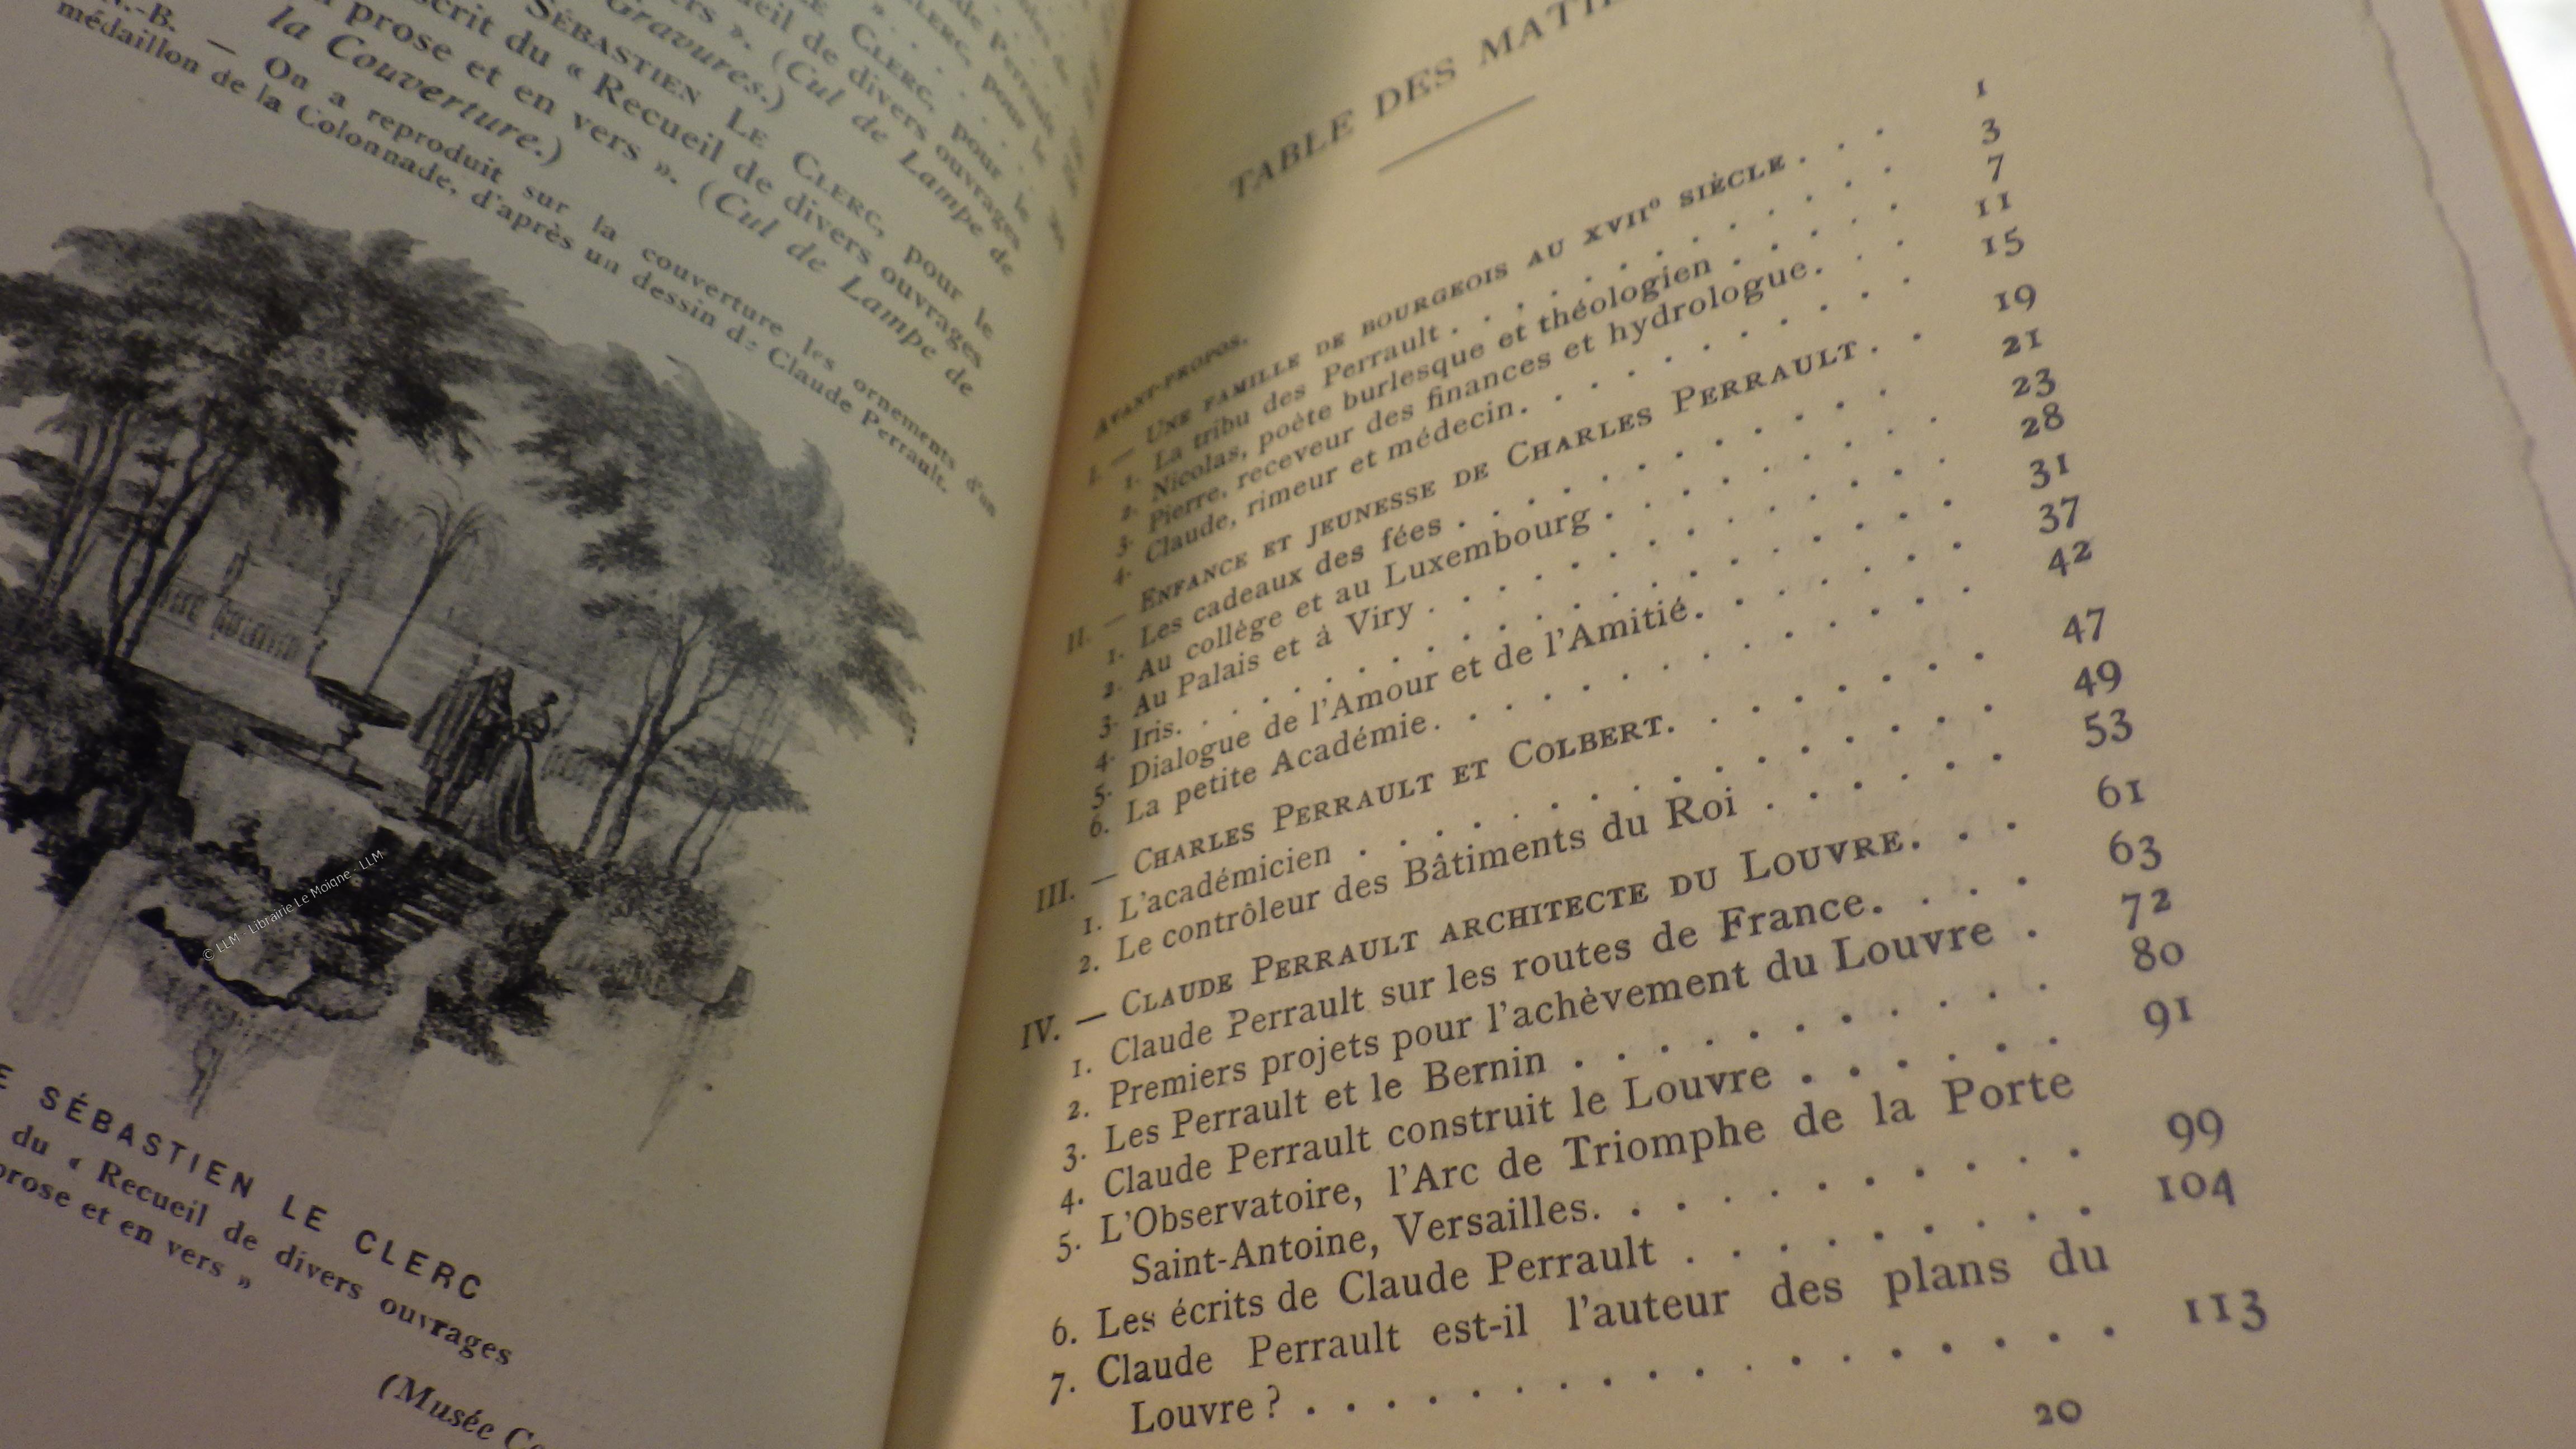 Clerc, pour le
vers ». (Cul de Lampe de
Gravures.)
Sébastien Le Clerc, pour le
scrit du « Recueil de divers ouvrages
prose et en vers ». (Cul de Lampe de
la Couverture.)
.-B. — On a reproduit sur la couverture les ornements d'un
médaillon de la Colonnade, d'après un dessin de Claude Perrault.
© LLM - Librairie Le Moigne - LLM
SÉBASTIEN LE CLERC
du « Recueil de divers ouvrages
prose et en vers »
(Musée
TABLE DES
Avant-propos.
I. — Une famille de bourgeois au XVIIe siècle . . . 1
1. La tribu des Perrault . . . . . . . . . . 3
2. Nicolas, poète burlesque et théologien . . . . 7
3. Pierre, receveur des finances et hydrologue. . . 11
4. Claude, rimeur et médecin. . . . . . . . . 15
II. — Enfance et jeunesse de Charles Perrault . . 19
1. Les cadeaux des fées . . . . . . . . . . 21
2. Au collège et au Luxembourg . . . . . . . 23
3. Au Palais et à Viry . . . . . . . . . . . 28
4. Iris. . . . . . . . . . . . . . . . 31
5. Dialogue de l'Amour et de l'Amitié. . . . . . 37
6. La petite Académie. . . . . . . . . . . . 42
III. — Charles Perrault et Colbert. . . . . . . 47
1. L'académicien . . . . . . . . . . . . . 49
2. Le contrôleur des Bâtiments du Roi . . . . . 53
IV. — Claude Perrault architecte du Louvre. . . 61
1. Claude Perrault sur les routes de France. . . . 63
2. Premiers projets pour l'achèvement du Louvre . 72
3. Les Perrault et le Bernin . . . . . . . . . 80
4. Claude Perrault construit le Louvre . . . . . . 91
5. L'Observatoire, l'Arc de Triomphe de la Porte
Saint-Antoine, Versailles. . . . . . . . . . 99
6. Les écrits de Claude Perrault . . . . . . . . . 104
7. Claude Perrault est-il l'auteur des plans du
Louvre ? . . . . . . . . . . . . . . . . 113
20